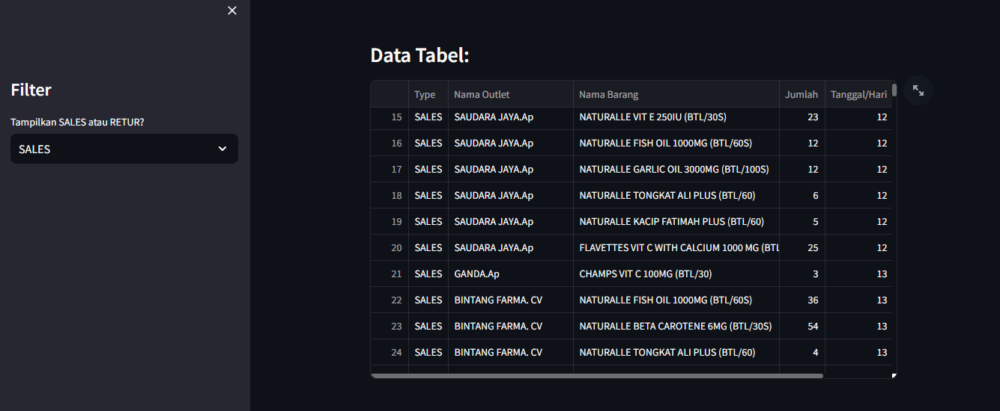 Filter
Tampilkan SALES atau RETUR?
SALES
Data Tabel:
Type Nama Outlet Nama Barang Jumlah Tanggal/Hari
15 SALES SAUDARA JAYA.Ap NATURALLE VIT E 250IU (BTL/30S) 23 12
16 SALES SAUDARA JAYA.Ap NATURALLE FISH OIL 1000MG (BTL/60S) 12 12
17 SALES SAUDARA JAYA.Ap NATURALLE GARLIC OIL 3000MG (BTL/100S) 12 12
18 SALES SAUDARA JAYA.Ap NATURALLE TONGKAT ALI PLUS (BTL/60) 6 12
19 SALES SAUDARA JAYA.Ap NATURALLE KACIP FATIMAH PLUS (BTL/60) 5 12
20 SALES SAUDARA JAYA.Ap FLAVETTES VIT C WITH CALCIUM 1000 MG (BTL 25 12
21 SALES GANDA.Ap CHAMPS VIT C 100MG (BTL/30) 3 13
22 SALES BINTANG FARMA. CV NATURALLE FISH OIL 1000MG (BTL/60S) 36 13
23 SALES BINTANG FARMA. CV NATURALLE BETA CAROTENE 6MG (BTL/30S) 54 13
24 SALES BINTANG FARMA. CV NATURALLE TONGKAT ALI PLUS (BTL/60) 4 13